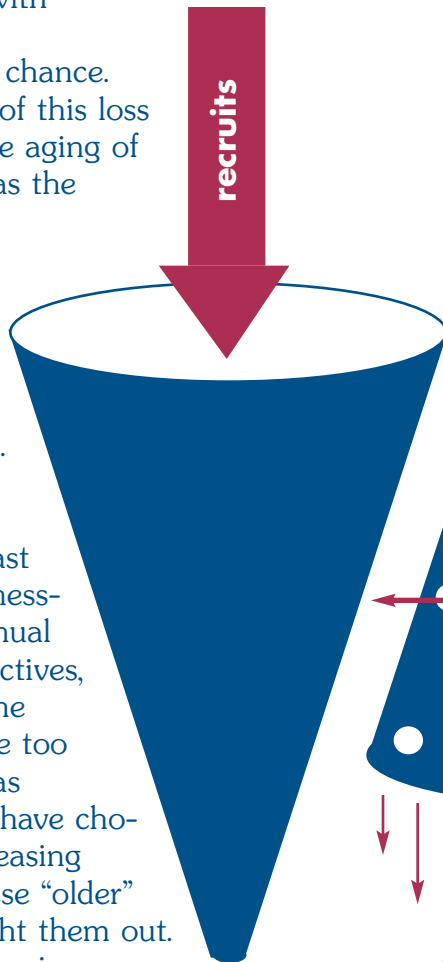 with
chance.
of this loss
e aging of
as the
recruits
.
ast
ness-
nual
ctives,
ne
e too
as
have cho-
easing
se “older”
ht them out.